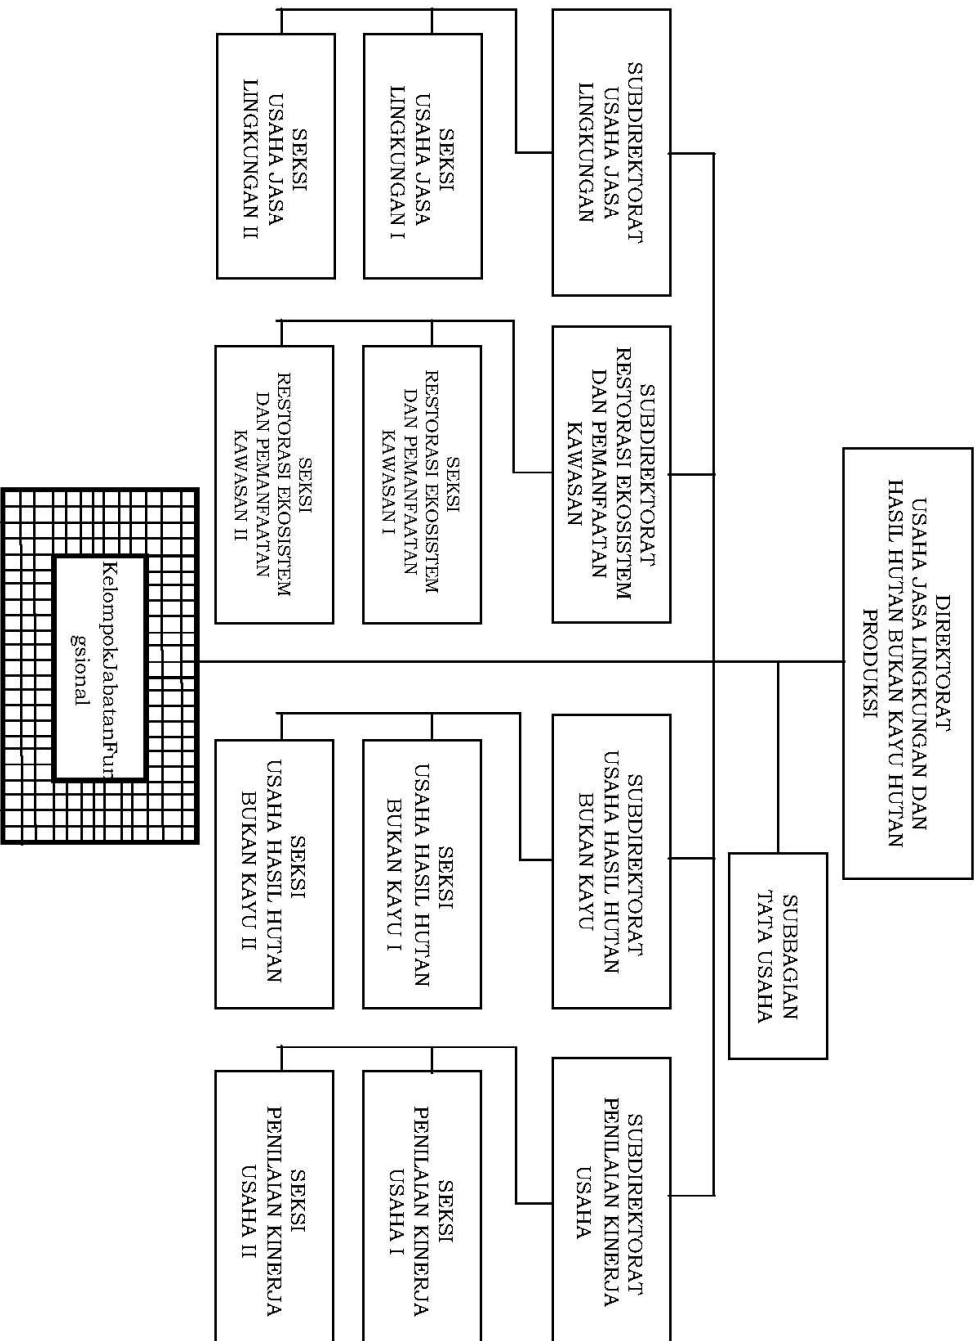 DIREKTORAT
USAHA JASA LINGKUNGAN DAN
HASIL HUTAN BUKAN KAYU HUTAN
PRODUKSI
SUBBAGIAN
TATA USAHA
SUBDIREKTORAT
USAHA JASA
LINGKUNGAN
SUBDIREKTORAT
RESTORASI EKOSISTEM
DAN PEMANFAATAN
KAWASAN
SUBDIREKTORAT
USAHA HASIL HUTAN
BUKAN KAYU
SUBDIREKTORAT
PENILAIAN KINERJA
USAHA
SEKSI
USAHA JASA
LINGKUNGAN I
SEKSI
RESTORASI EKOSISTEM
DAN PEMANFAATAN
KAWASAN I
SEKSI
USAHA HASIL HUTAN
BUKAN KAYU I
SEKSI
PENILAIAN KINERJA
USAHA I
SEKSI
USAHA JASA
LINGKUNGAN II
SEKSI
RESTORASI EKOSISTEM
DAN PEMANFAATAN
KAWASAN II
SEKSI
USAHA HASIL HUTAN
BUKAN KAYU II
SEKSI
PENILAIAN KINERJA
USAHA II
KelompokJabatanFun
gsional